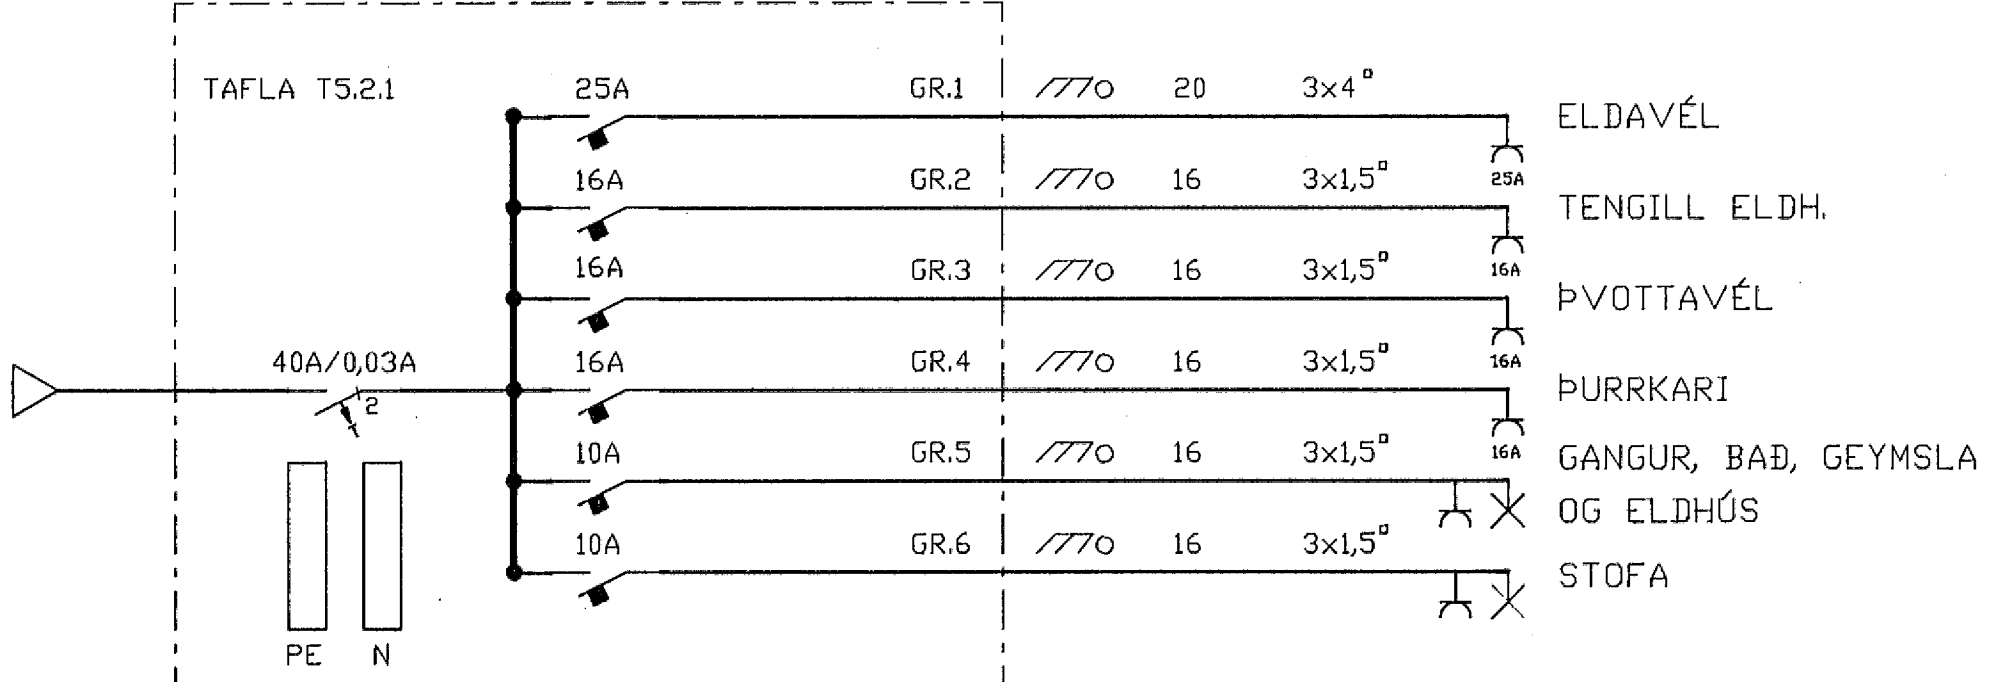 TAFLA T5.2.1
25A GR.1 20 3x4▫ ELDAVÉL
25A
16A GR.2 16 3x1,5▫ TENGILL ELDH.
16A
16A GR.3 16 3x1,5▫ ÞVOTTAVÉL
16A
40A/0,03A
2
16A GR.4 16 3x1,5▫ ÞURRKARI
16A
10A GR.5 16 3x1,5▫ GANGUR, BAÐ, GEYMSLA
OG ELDHÚS
10A GR.6 16 3x1,5▫ STOFA
PE N